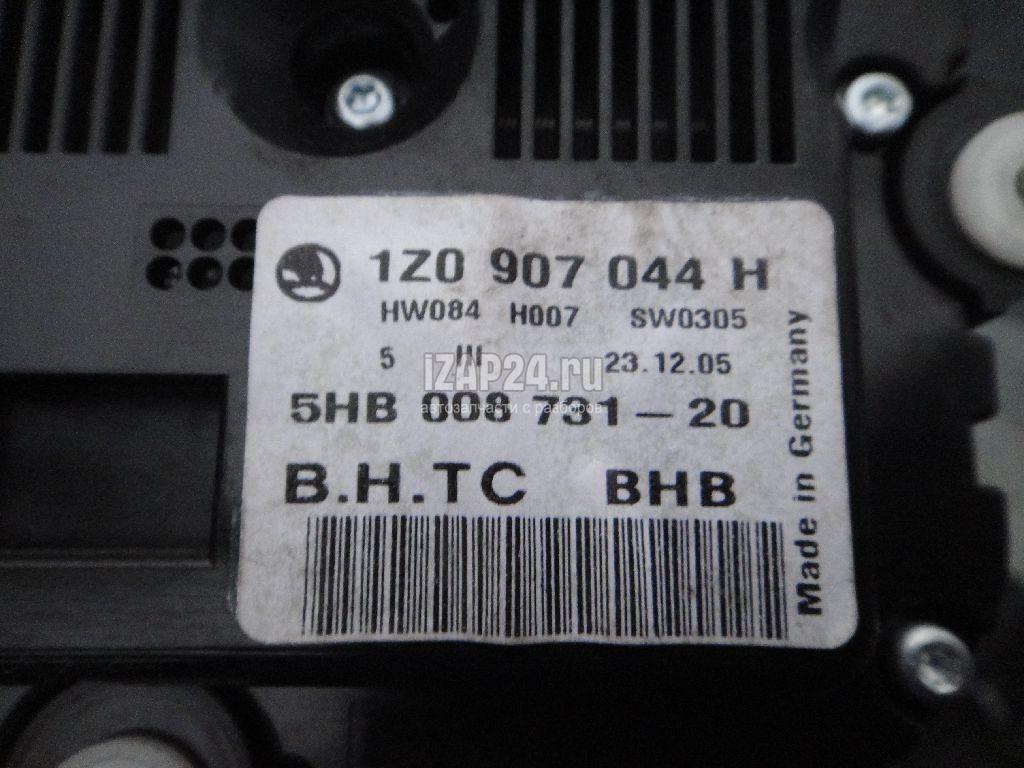 1Z0 907 044 H
HW084 H007 SW0305
5 IN 23.12.05
iZAP24.ru
5HB 008 731-20
автозапчасти с разборов
B.H.TC BHB
Made in Germany